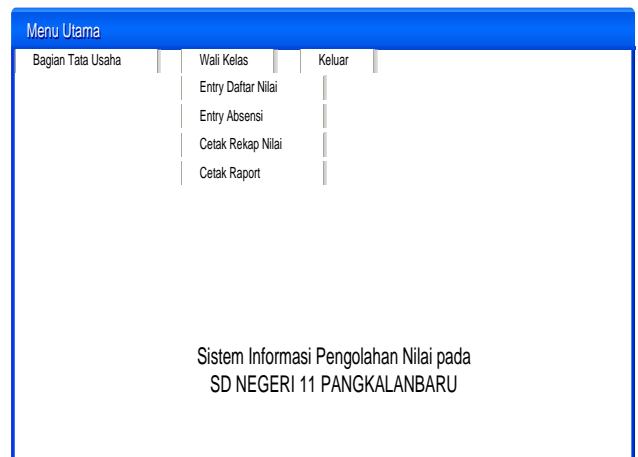 Menu Utama
Bagian Tata Usaha Wali Kelas Keluar
Entry Daftar Nilai
Entry Absensi
Cetak Rekap Nilai
Cetak Raport
Sistem Informasi Pengolahan Nilai pada
SD NEGERI 11 PANGKALANBARU